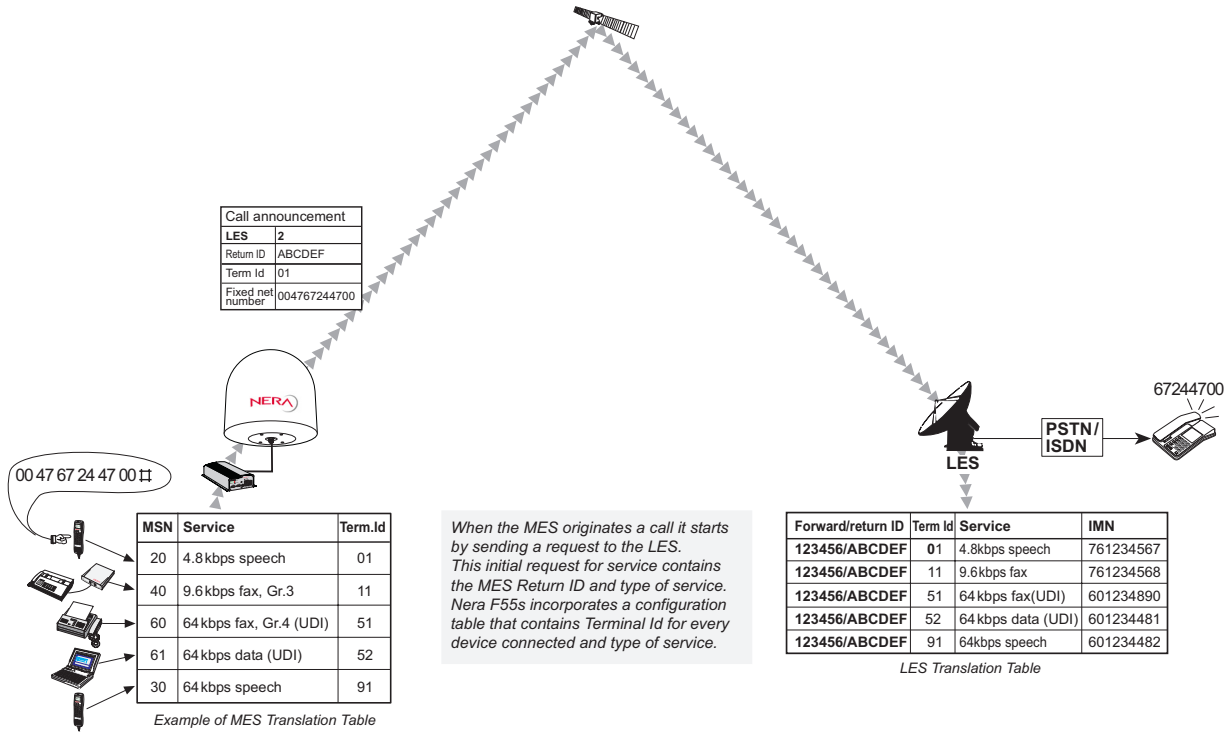 Call announcement
LES 2
Return ID ABCDEF
Term Id 01
Fixed net number 004767244700
NERA
67244700
PSTN/
ISDN
LES
00 47 67 24 47 00 ⌗
MSN Service Term.Id
20 4.8 kbps speech 01
40 9.6 kbps fax, Gr.3 11
60 64 kbps fax, Gr.4 (UDI) 51
61 64 kbps data (UDI) 52
30 64 kbps speech 91
Example of MES Translation Table
When the MES originates a call it starts
by sending a request to the LES.
This initial request for service contains
the MES Return ID and type of service.
Nera F55s incorporates a configuration
table that contains Terminal Id for every
device connected and type of service.
Forward/return ID Term Id Service IMN
123456/ABCDEF 01 4.8kbps speech 761234567
123456/ABCDEF 11 9.6kbps fax 761234568
123456/ABCDEF 51 64 kbps fax(UDI) 601234890
123456/ABCDEF 52 64 kbps data (UDI) 601234481
123456/ABCDEF 91 64kbps speech 601234482
LES Translation Table